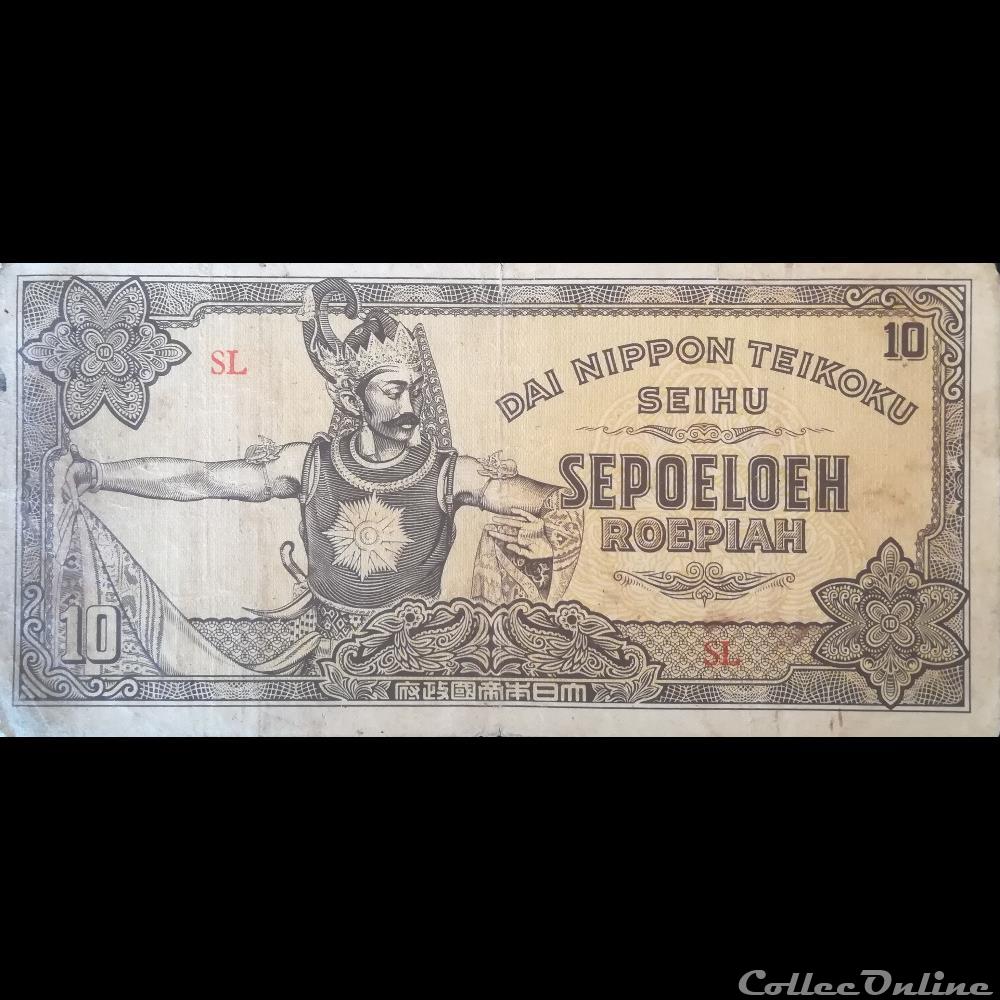 10
SL
DAI NIPPON TEIKOKU
SEIHU
SEPOELOEH
ROEPIAH
10
SL
府政國帝本日大
CollecOnline